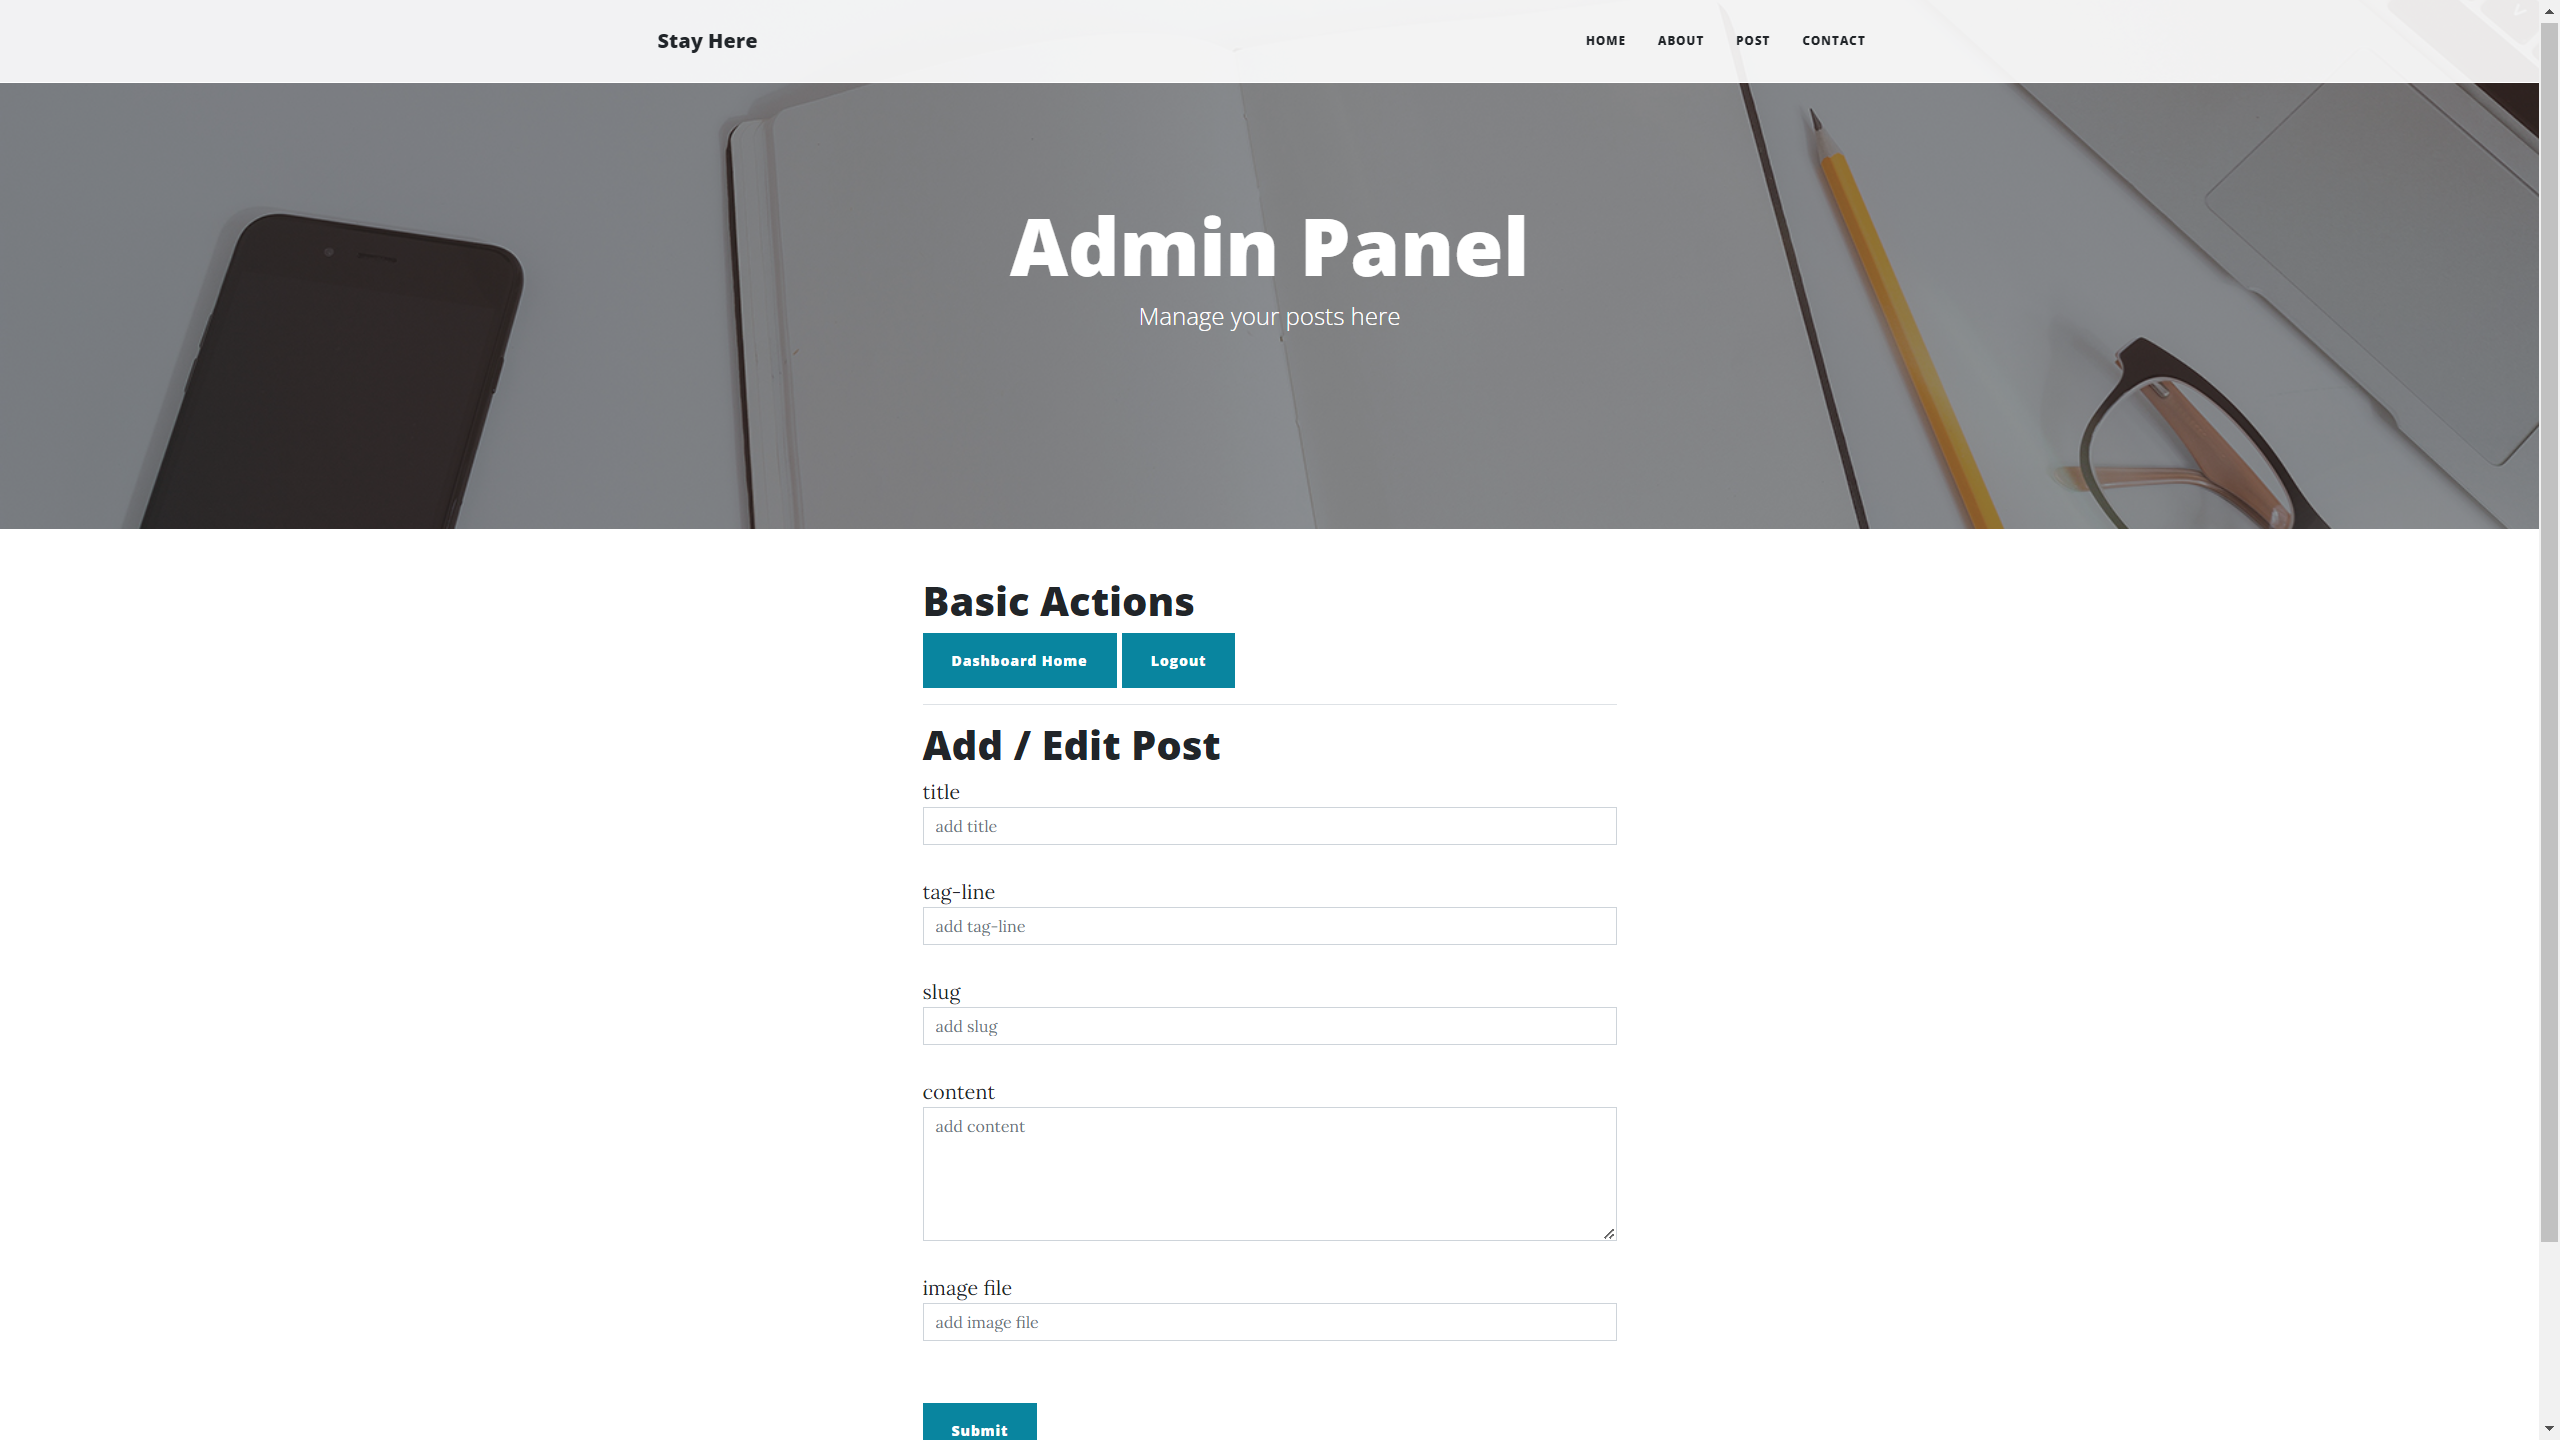 Stay Here
HOME ABOUT POST CONTACT
Admin Panel
Manage your posts here
Basic Actions
Dashboard Home Logout
Add / Edit Post
title
add title
tag-line
add tag-line
slug
add slug
content
add content
image file
add image file
Submit